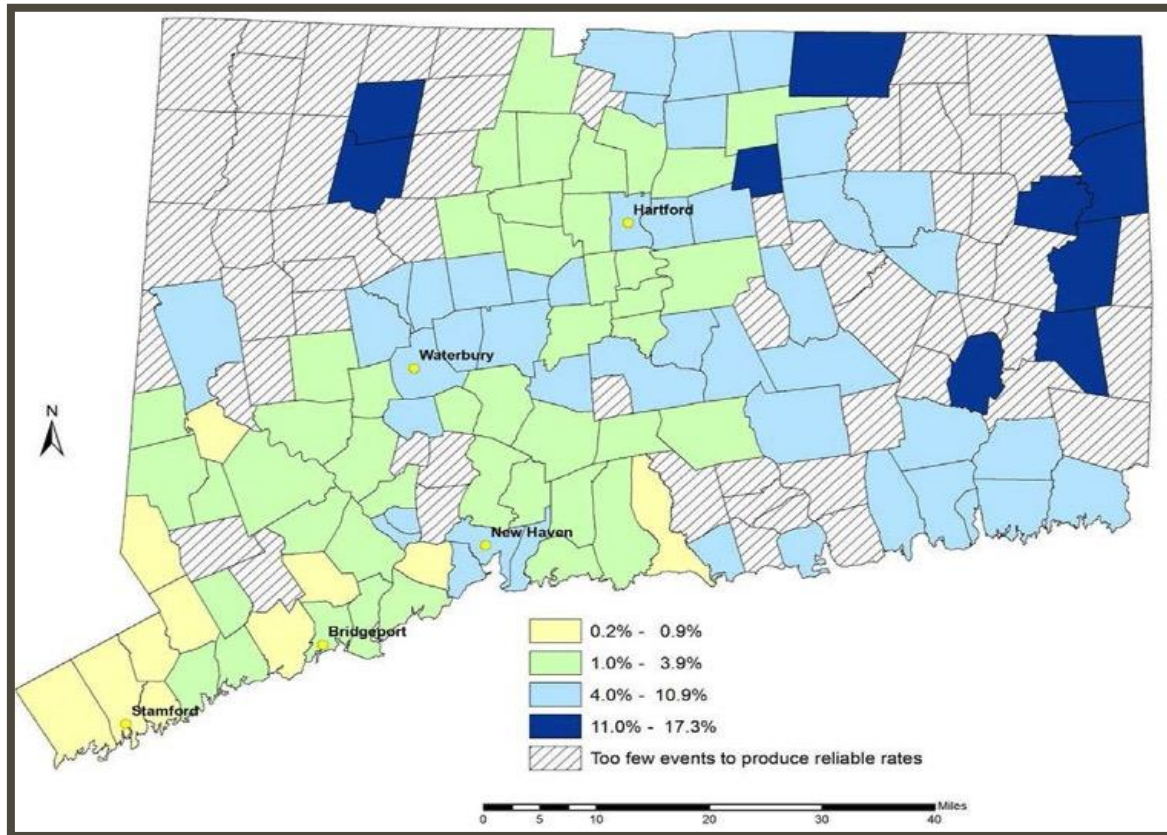 Hartford
Waterbury
N
New Haven
0.2% - 0.9%
Bridgeport
1.0% - 3.9%
4.0% - 10.9%
Stamford
11.0% - 17.3%
Too few events to produce reliable rates
Miles
0 5 10 20 30 40